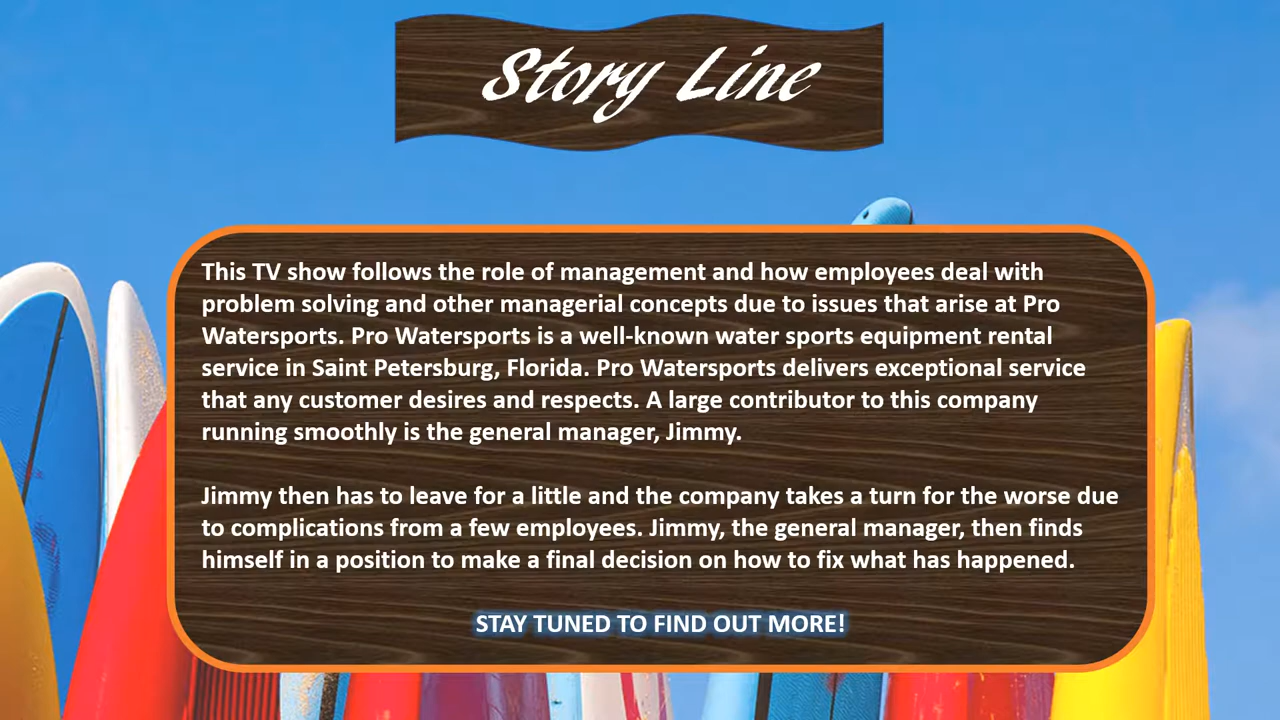 Story Line
This TV show follows the role of management and how employees deal with
problem solving and other managerial concepts due to issues that arise at Pro
Watersports. Pro Watersports is a well-known water sports equipment rental
service in Saint Petersburg, Florida. Pro Watersports delivers exceptional service
that any customer desires and respects. A large contributor to this company
running smoothly is the general manager, Jimmy.
Jimmy then has to leave for a little and the company takes a turn for the worse due
to complications from a few employees. Jimmy, the general manager, then finds
himself in a position to make a final decision on how to fix what has happened.
STAY TUNED TO FIND OUT MORE!